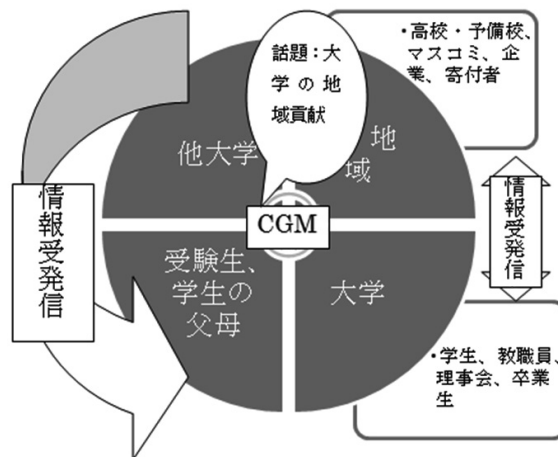 話題：大
学の地
域貢献
・高校・予備校、
マスコミ、企
業、寄付者
他大学
地
域
情報受発信
CGM
情報受発信
受験生、
学生の
父母
大学
・学生、教職員、
理事会、卒業
生